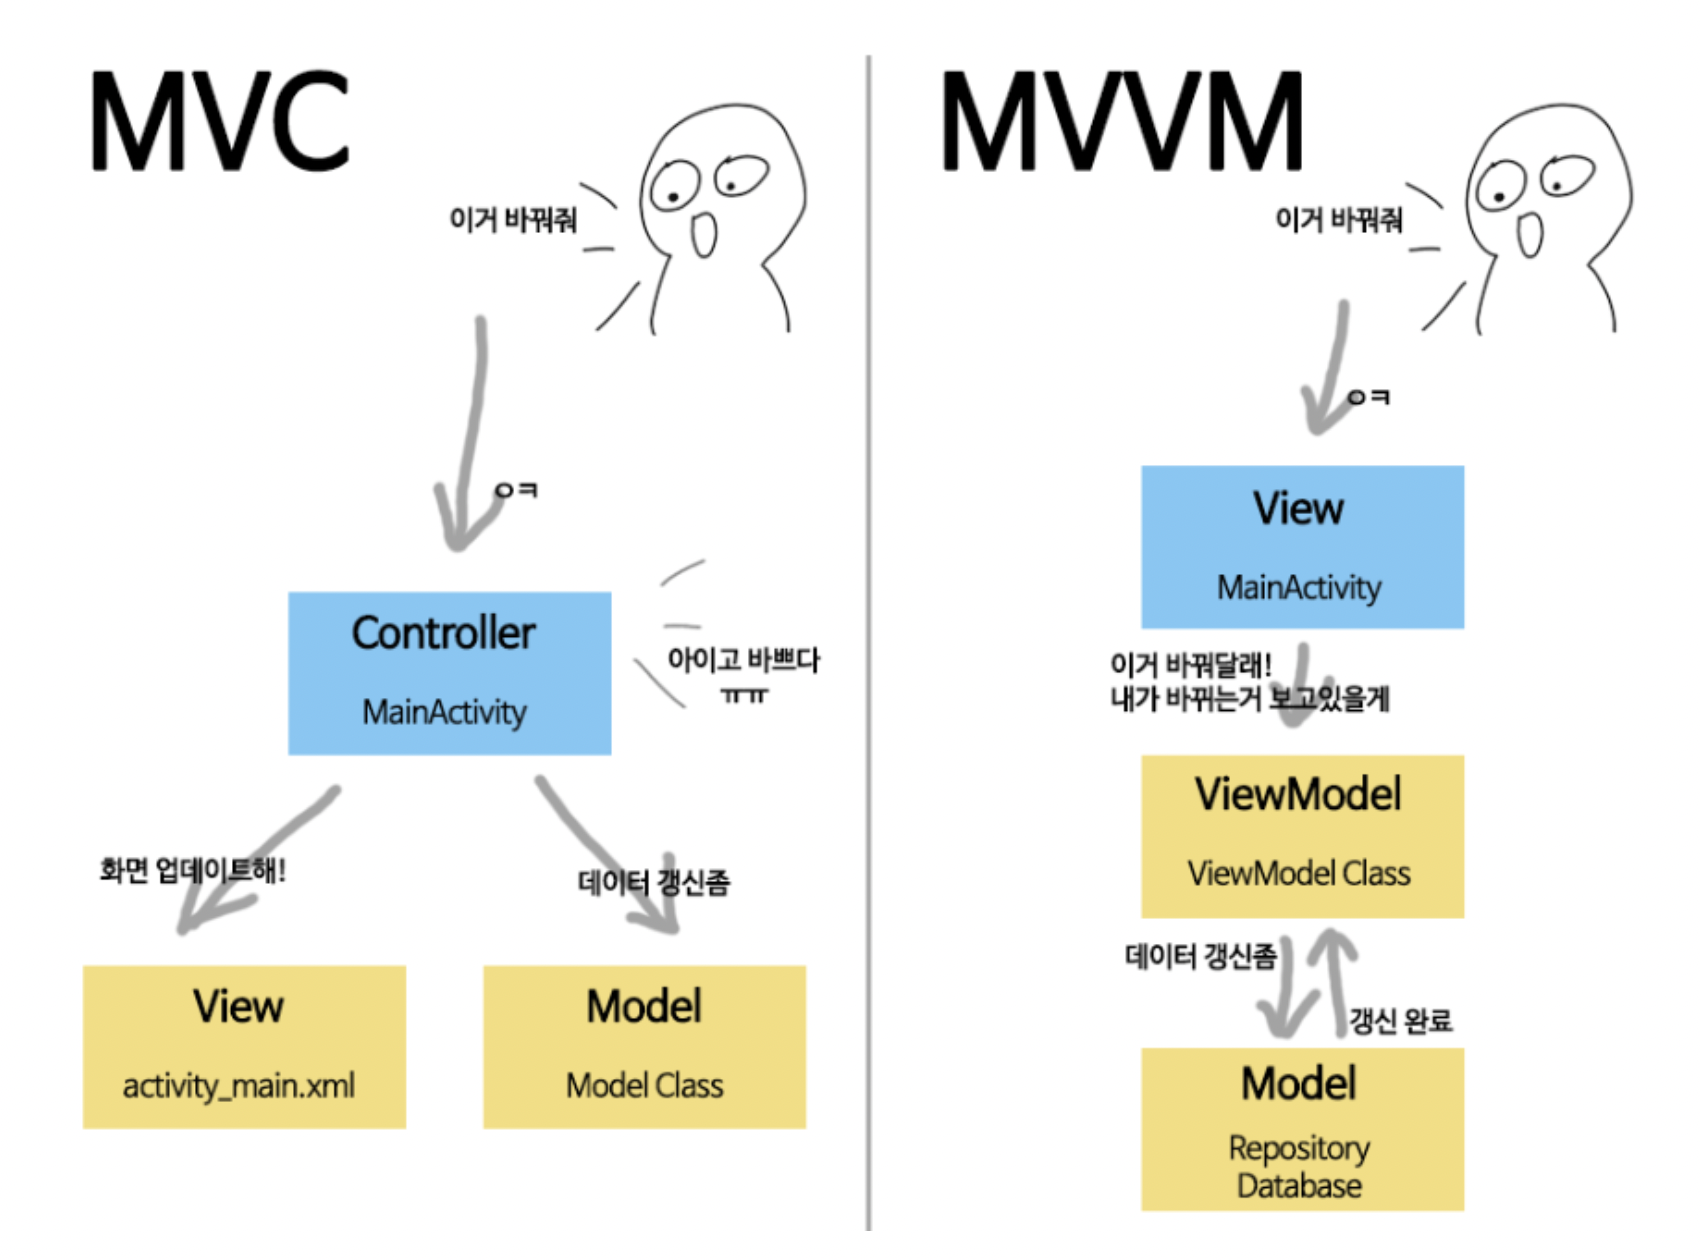 MVC
이거 바꿔줘
ㅇㅋ
Controller
MainActivity
아이고 바쁘다
ㅠㅠ
화면 업데이트해!
데이터 갱신좀
View
activity_main.xml
Model
Model Class
MVVM
이거 바꿔줘
ㅇㅋ
View
MainActivity
이거 바꿔달래!
내가 바뀌는거 보고있을게
ViewModel
ViewModel Class
데이터 갱신좀
갱신 완료
Model
Repository
Database